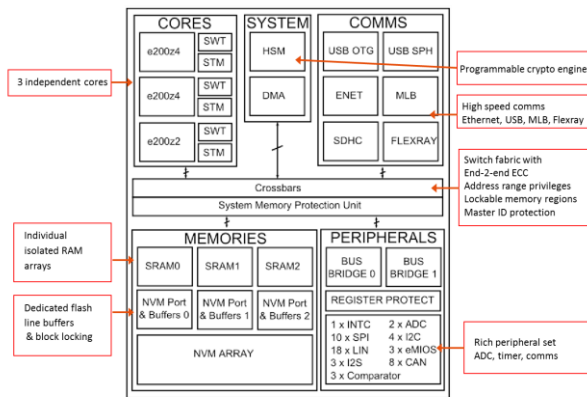 CORES
SYSTEM
COMMS
e200z4
SWT
STM
e200z4
SWT
STM
e200z2
SWT
STM
HSM
DMA
USB OTG
USB SPH
ENET
MLB
SDHC
FLEXRAY
3 independent cores
Programmable crypto engine
High speed comms
Ethernet, USB, MLB, Flexray
Switch fabric with
End-2-end ECC
Address range privileges
Lockable memory regions
Master ID protection
Crossbars
System Memory Protection Unit
MEMORIES
PERIPHERALS
Individual
isolated RAM
arrays
SRAM0
SRAM1
SRAM2
BUS
BRIDGE 0
BUS
BRIDGE 1
Dedicated flash
line buffers
& block locking
NVM Port
& Buffers 0
NVM Port
& Buffers 1
NVM Port
& Buffers 2
REGISTER PROTECT
NVM ARRAY
1 x INTC
2 x ADC
10 x SPI
4 x I2C
18 x LIN
3 x eMIOS
3 x I2S
8 x CAN
3 x Comparator
Rich peripheral set
ADC, timer, comms